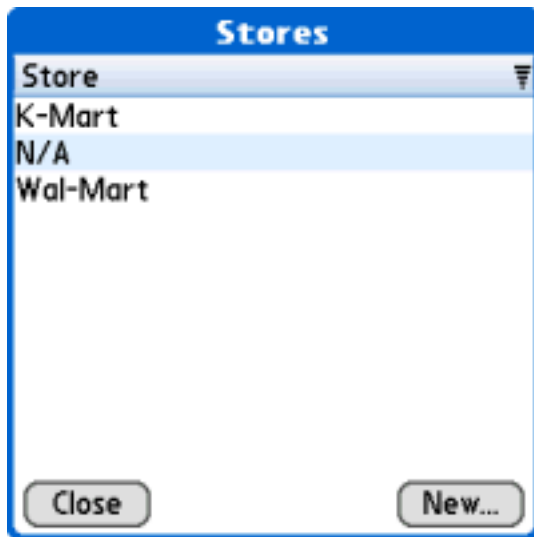 Stores
Store
K-Mart
N/A
Wal-Mart
Close New...